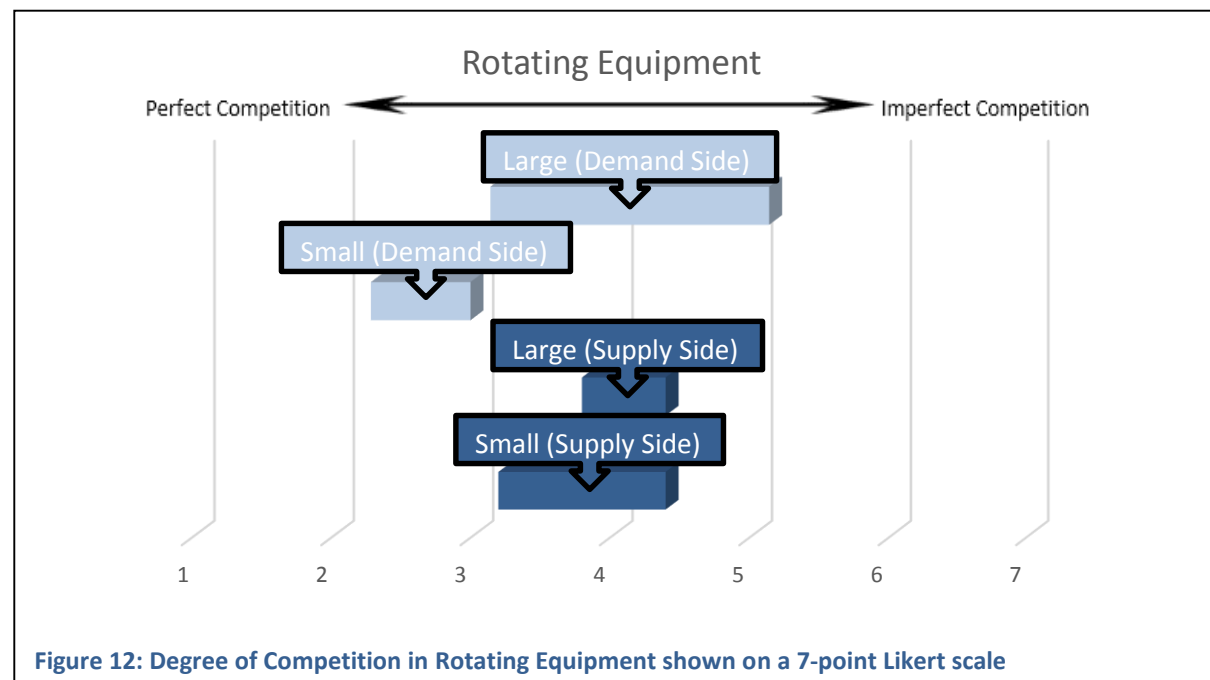 Rotating Equipment
Perfect Competition
Imperfect Competition
Large (Demand Side)
Small (Demand Side)
Large (Supply Side)
Small (Supply Side)
1 2 3 4 5 6 7
Figure 12: Degree of Competition in Rotating Equipment shown on a 7-point Likert scale